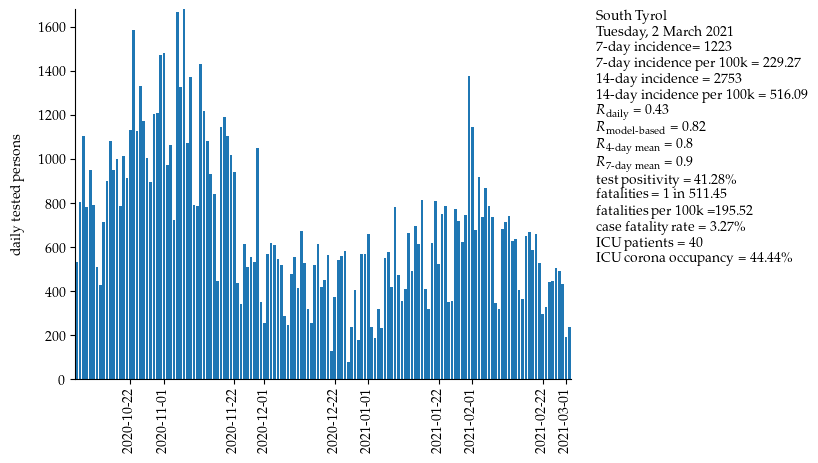 South Tyrol
Tuesday, 2 March 2021
7-day incidence= 1223
7-day incidence per 100k = 229.27
14-day incidence = 2753
14-day incidence per 100k = 516.09
R daily = 0.43
R model-based = 0.82
R 4-day mean = 0.8
R 7-day mean = 0.9
test positivity = 41.28%
fatalities = 1 in 511.45
fatalities per 100k =195.52
case fatality rate = 3.27%
ICU patients = 40
ICU corona occupancy = 44.44%
daily tested persons
1600
1400
1200
1000
800
600
400
200
0
2020-10-22
2020-11-01
2020-11-22
2020-12-01
2020-12-22
2021-01-01
2021-01-22
2021-02-01
2021-02-22
2021-03-01